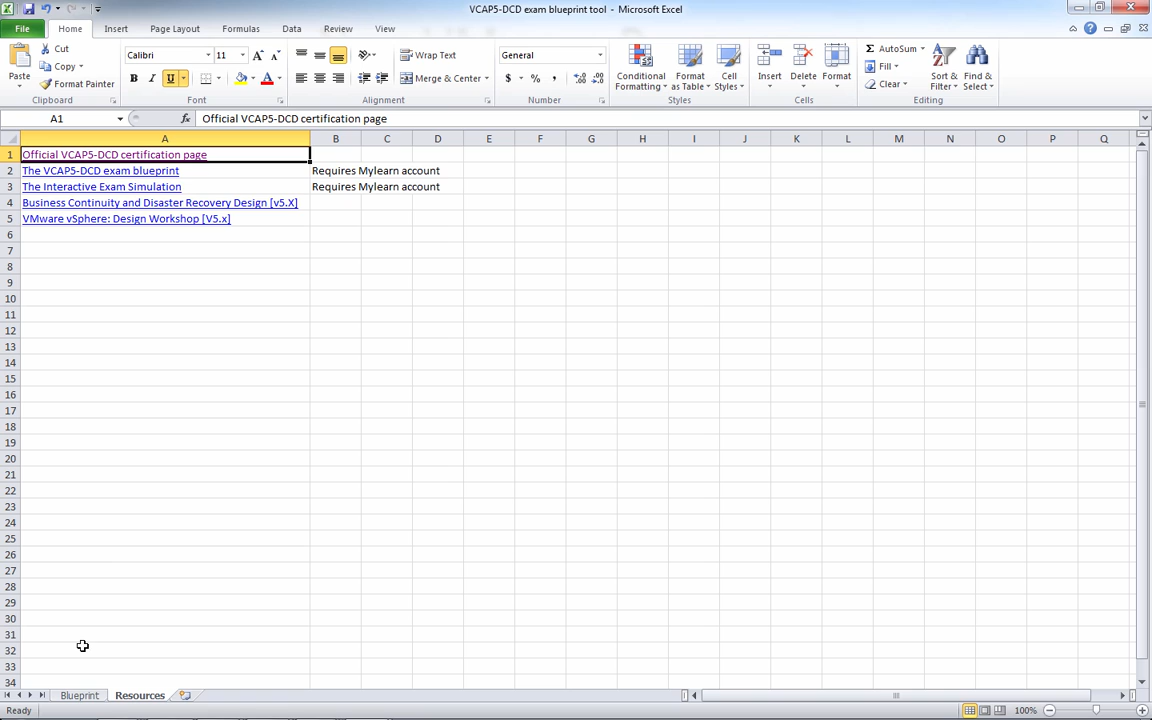 VCAP5-DCD exam blueprint tool - Microsoft Excel
File Home Insert Page Layout Formulas Data Review View
Paste
Cut
Copy
Format Painter
Clipboard
Calibri 11 A A
B I U A
Font
Wrap Text
Merge & Center
Alignment
General
$ % , .0 .00 .00 .0
Number
Conditional Formatting
Format as Table
Cell Styles
Styles
Insert
Delete
Format
Cells
AutoSum
Fill
Clear
Sort & Filter
Find & Select
Editing
A1 fx Official VCAP5-DCD certification page
A B C D E F G H I J K L M N O P Q
1 Official VCAP5-DCD certification page
2 The VCAP5-DCD exam blueprint Requires Mylearn account
3 The Interactive Exam Simulation Requires Mylearn account
4 Business Continuity and Disaster Recovery Design [v5.X]
5 VMware vSphere: Design Workshop [V5.x]
6
7
8
9
10
11
12
13
14
15
16
17
18
19
20
21
22
23
24
25
26
27
28
29
30
31
32
33
34
Blueprint Resources
Ready 100%